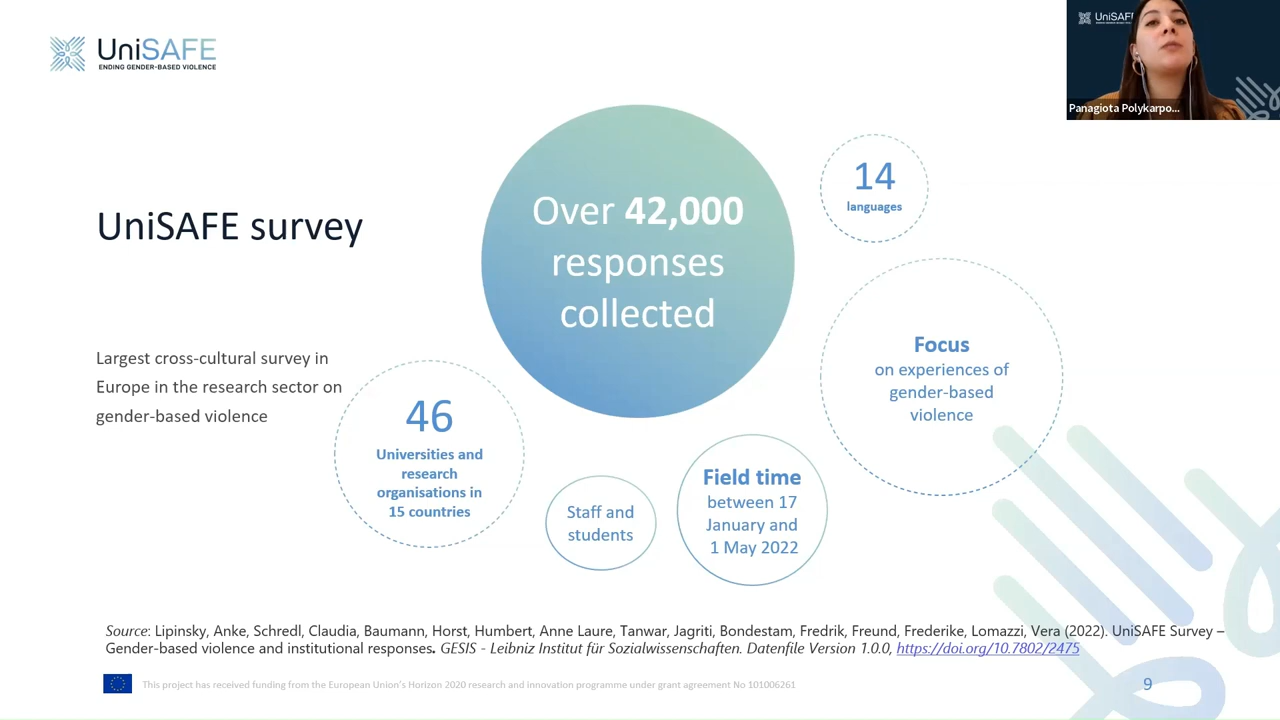 UniSAFE
ENDING GENDER-BASED VIOLENCE
UniSAF
Panagiota Polykarpo...
UniSAFE survey
Largest cross-cultural survey in
Europe in the research sector on
gender-based violence
Over 42,000
responses
collected
14
languages
Focus
on experiences of
gender-based
violence
46
Universities and
research
organisations in
15 countries
Staff and
students
Field time
between 17
January and
1 May 2022
Source: Lipinsky, Anke, Schredl, Claudia, Baumann, Horst, Humbert, Anne Laure, Tanwar, Jagriti, Bondestam, Fredrik, Freund, Frederike, Lomazzi, Vera (2022). UniSAFE Survey –
Gender-based violence and institutional responses. GESIS - Leibniz Institut für Sozialwissenschaften. Datenfile Version 1.0.0, https://doi.org/10.7802/2475
This project has received funding from the European Union's Horizon 2020 research and innovation programme under grant agreement No 101006261
9